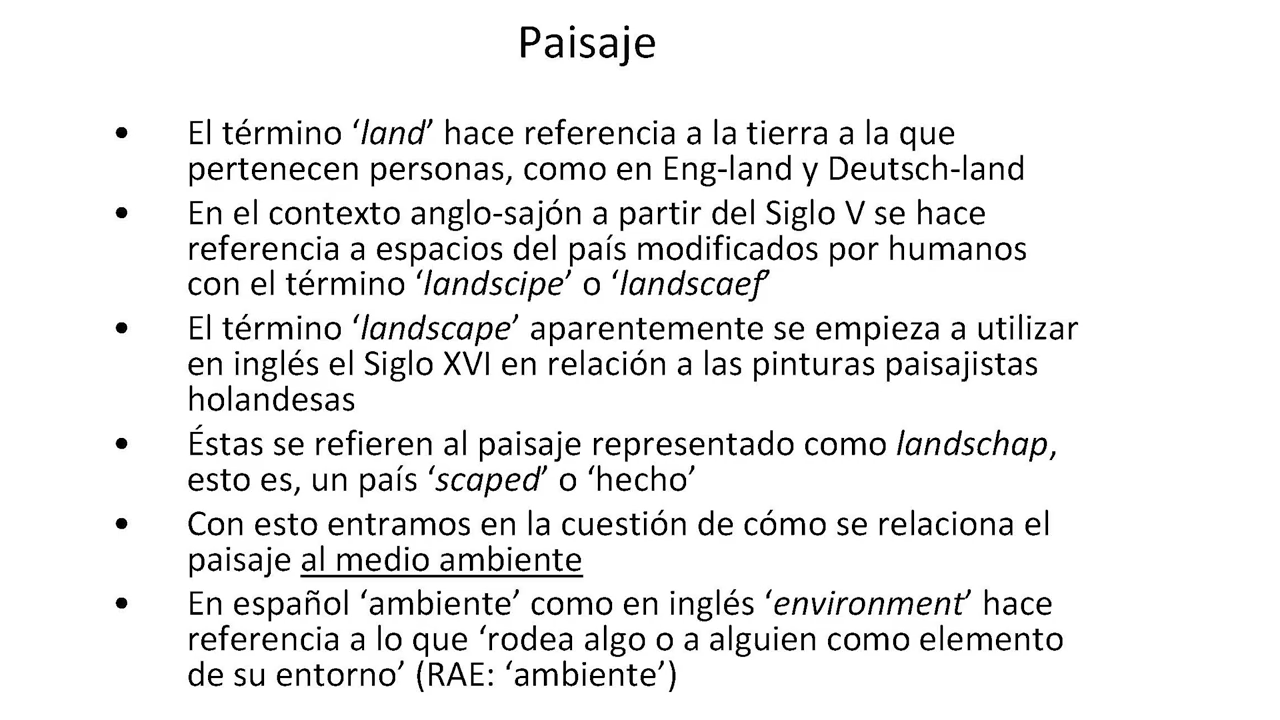 Paisaje
• El término ‘land’ hace referencia a la tierra a la que
pertenecen personas, como en Eng-land y Deutsch-land
• En el contexto anglo-sajón a partir del Siglo V se hace
referencia a espacios del país modificados por humanos
con el término ‘landscipe’ o ‘landscaef’
• El término ‘landscape’ aparentemente se empieza a utilizar
en inglés el Siglo XVI en relación a las pinturas paisajistas
holandesas
• Éstas se refieren al paisaje representado como landschap,
esto es, un país ‘scaped’ o ‘hecho’
• Con esto entramos en la cuestión de cómo se relaciona el
paisaje al medio ambiente
• En español ‘ambiente’ como en inglés ‘environment’ hace
referencia a lo que ‘rodea algo o a alguien como elemento
de su entorno’ (RAE: ‘ambiente’)